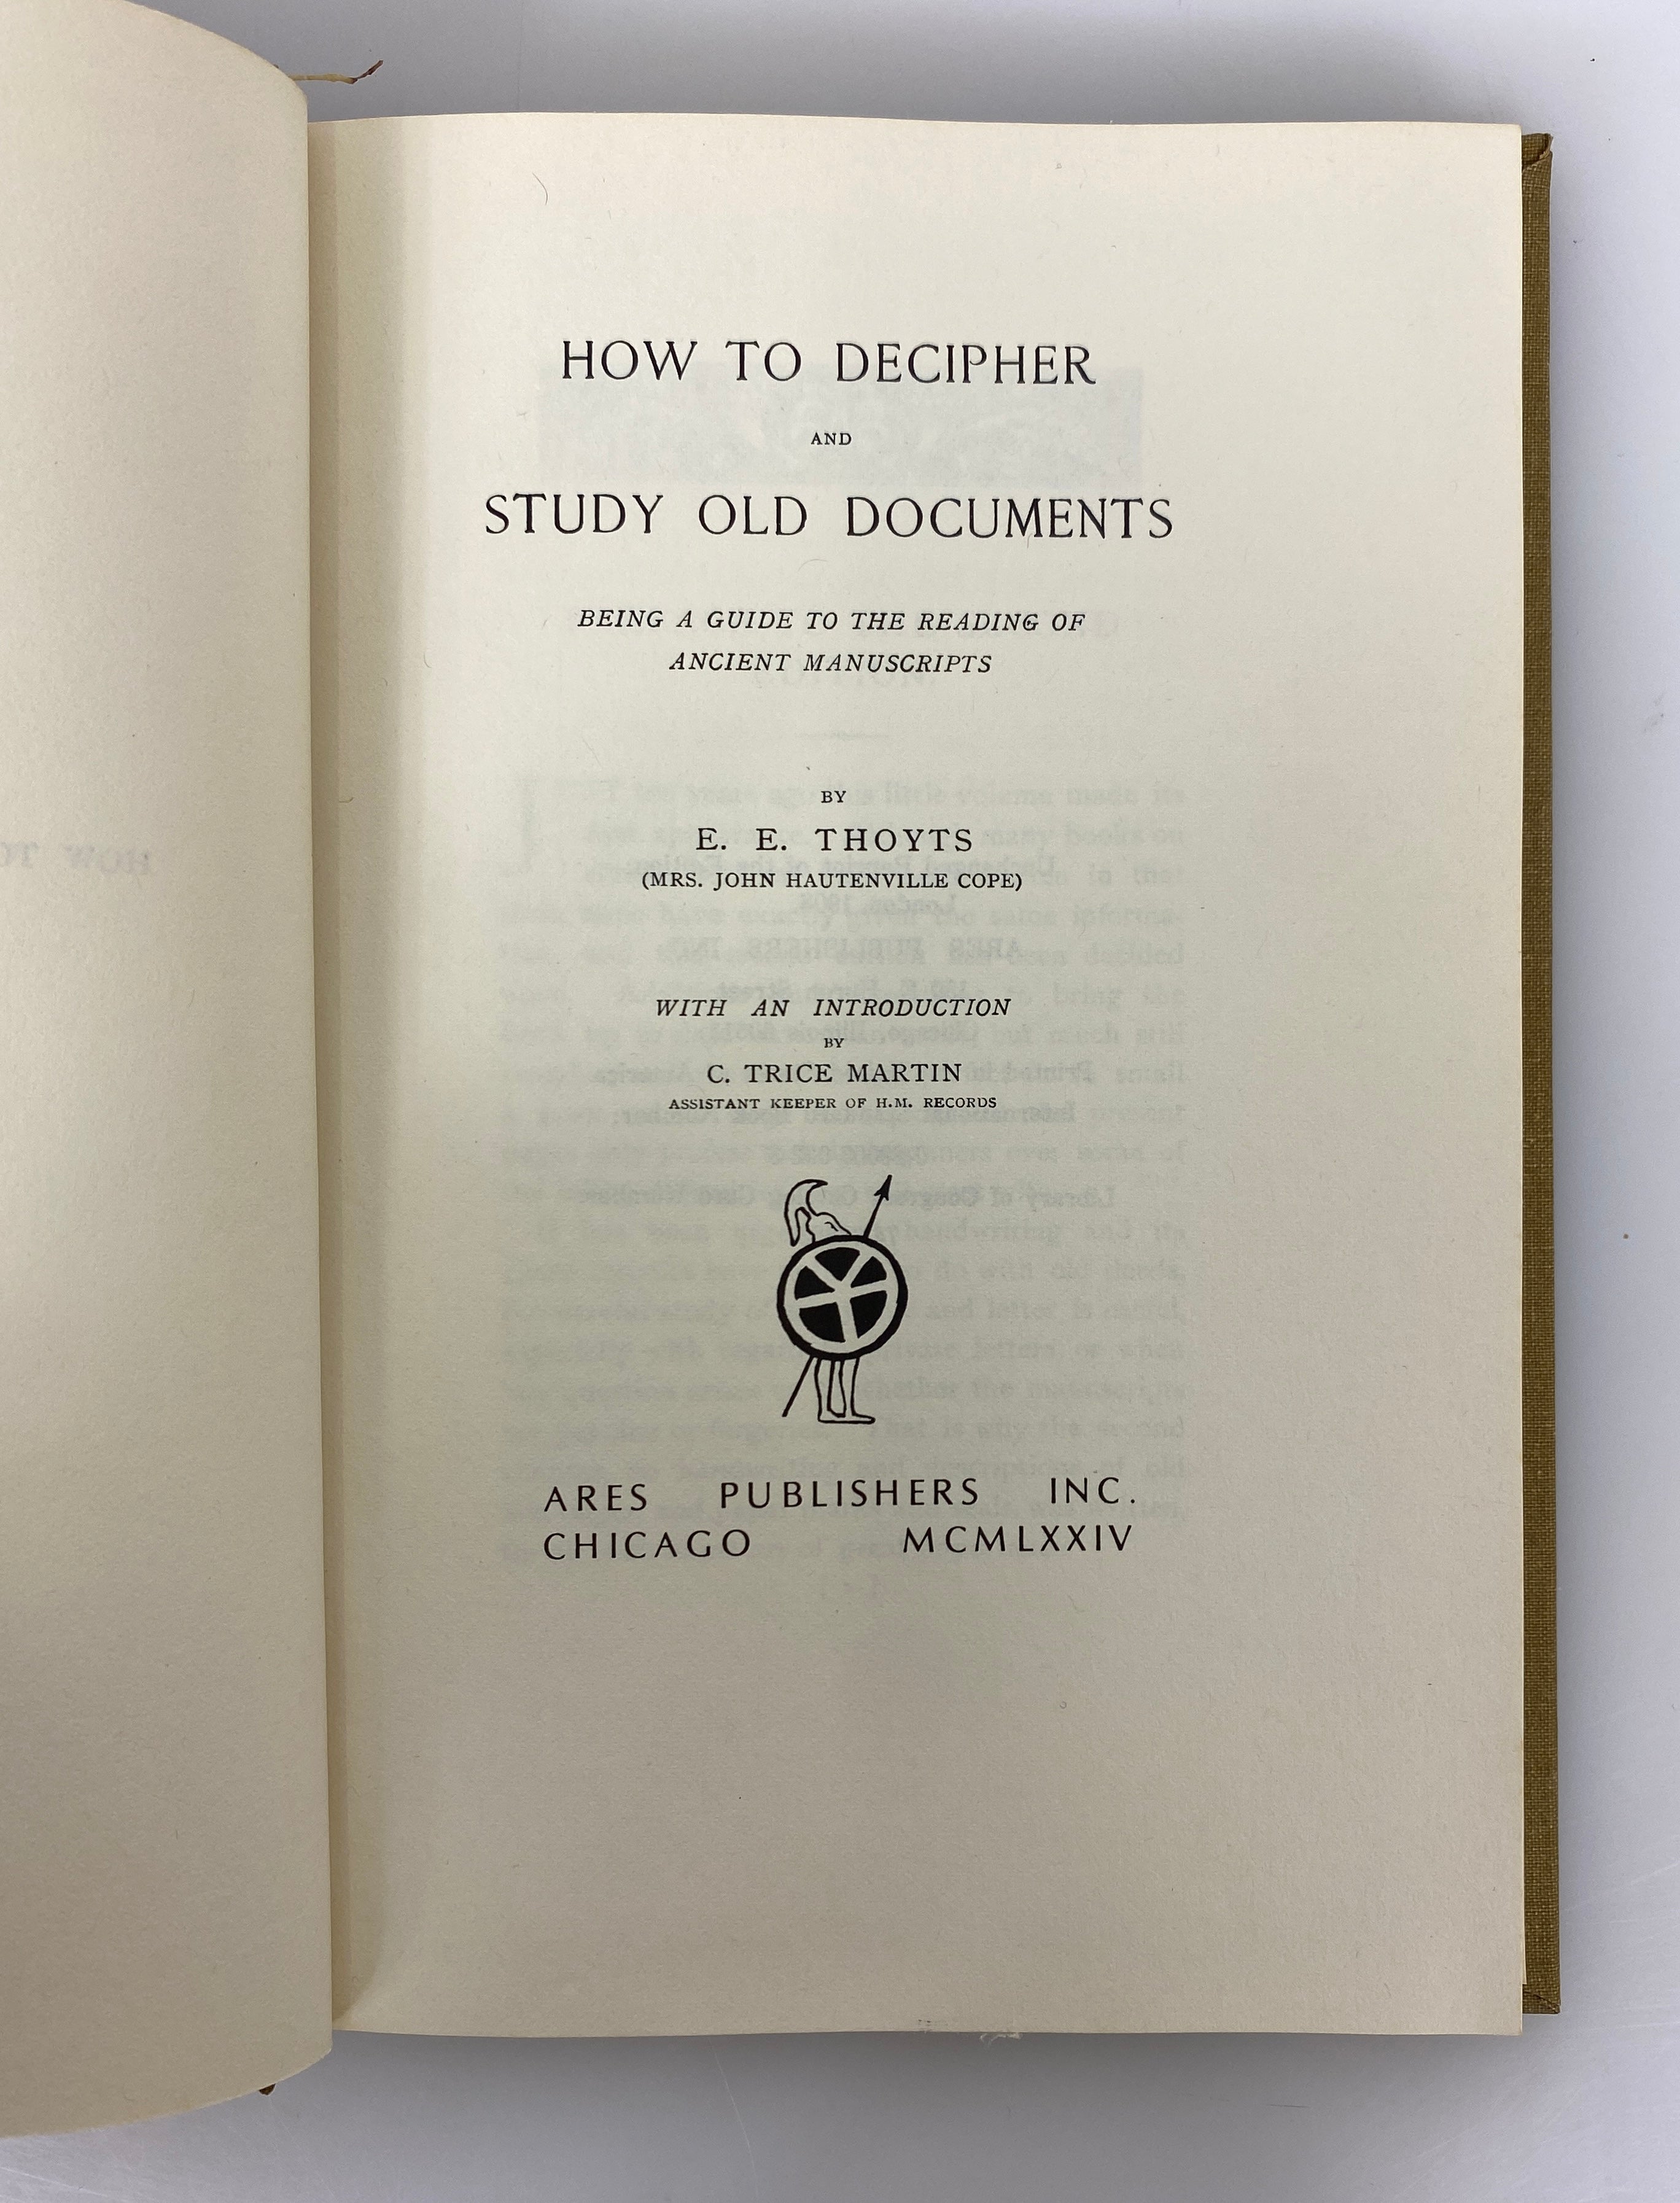 HOW TO DECIPHER
AND
STUDY OLD DOCUMENTS
BEING A GUIDE TO THE READING OF
ANCIENT MANUSCRIPTS
BY
E. E. THOYTS
(MRS. JOHN HAUTENVILLE COPE)
WITH AN INTRODUCTION
BY
C. TRICE MARTIN
ASSISTANT KEEPER OF H.M. RECORDS
ARES PUBLISHERS INC.
CHICAGO MCMLXXIV